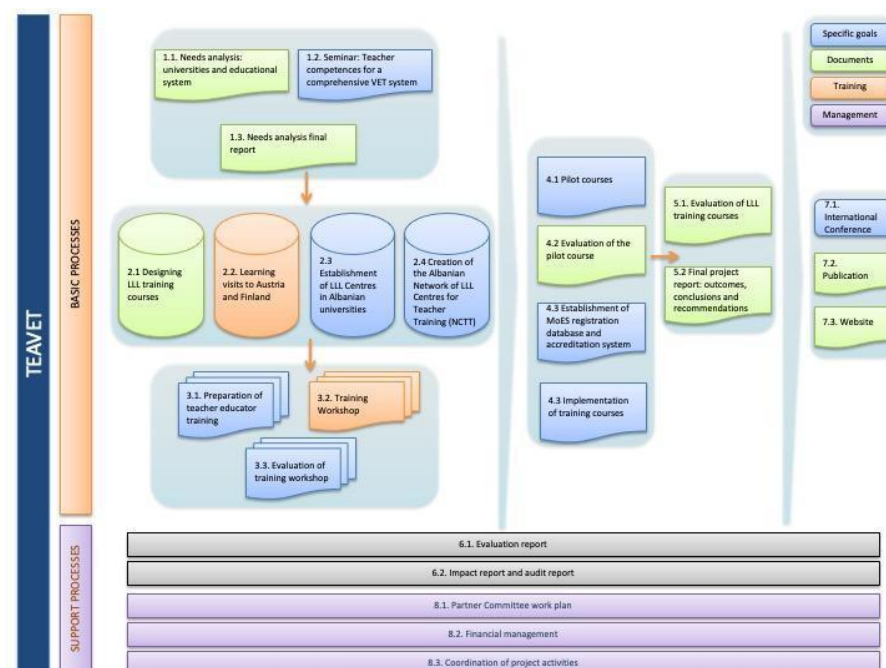 TEAVET
BASIC PROCESSES
SUPPORT PROCESSES
1.1. Needs analysis:
universities and educational
system
1.2. Seminar: Teacher
competences for a
comprehensive VET system
1.3. Needs analysis final
report
2.1 Designing
LLL training
courses
2.2. Learning
visits to Austria
and Finland
2.3
Establishment
of LLL Centres
in Albanian
universities
2.4 Creation of
the Albanian
Network of LLL
Centres for
Teacher
Training (NCTT)
3.1. Preparation of
teacher educator
training
3.2. Training
Workshop
3.3. Evaluation of
training workshop
4.1 Pilot courses
4.2 Evaluation of the
pilot course
4.3 Establishment of
MoES registration
database and
accreditation system
4.3 Implementation
of training courses
5.1. Evaluation of LLL
training courses
5.2 Final project
report: outcomes,
conclusions and
recommendations
Specific goals
Documents
Training
Management
7.1.
International
Conference
7.2.
Publication
7.3. Website
6.1. Evaluation report
6.2. Impact report and audit report
8.1. Partner Committee work plan
8.2. Financial management
8.3. Coordination of project activities